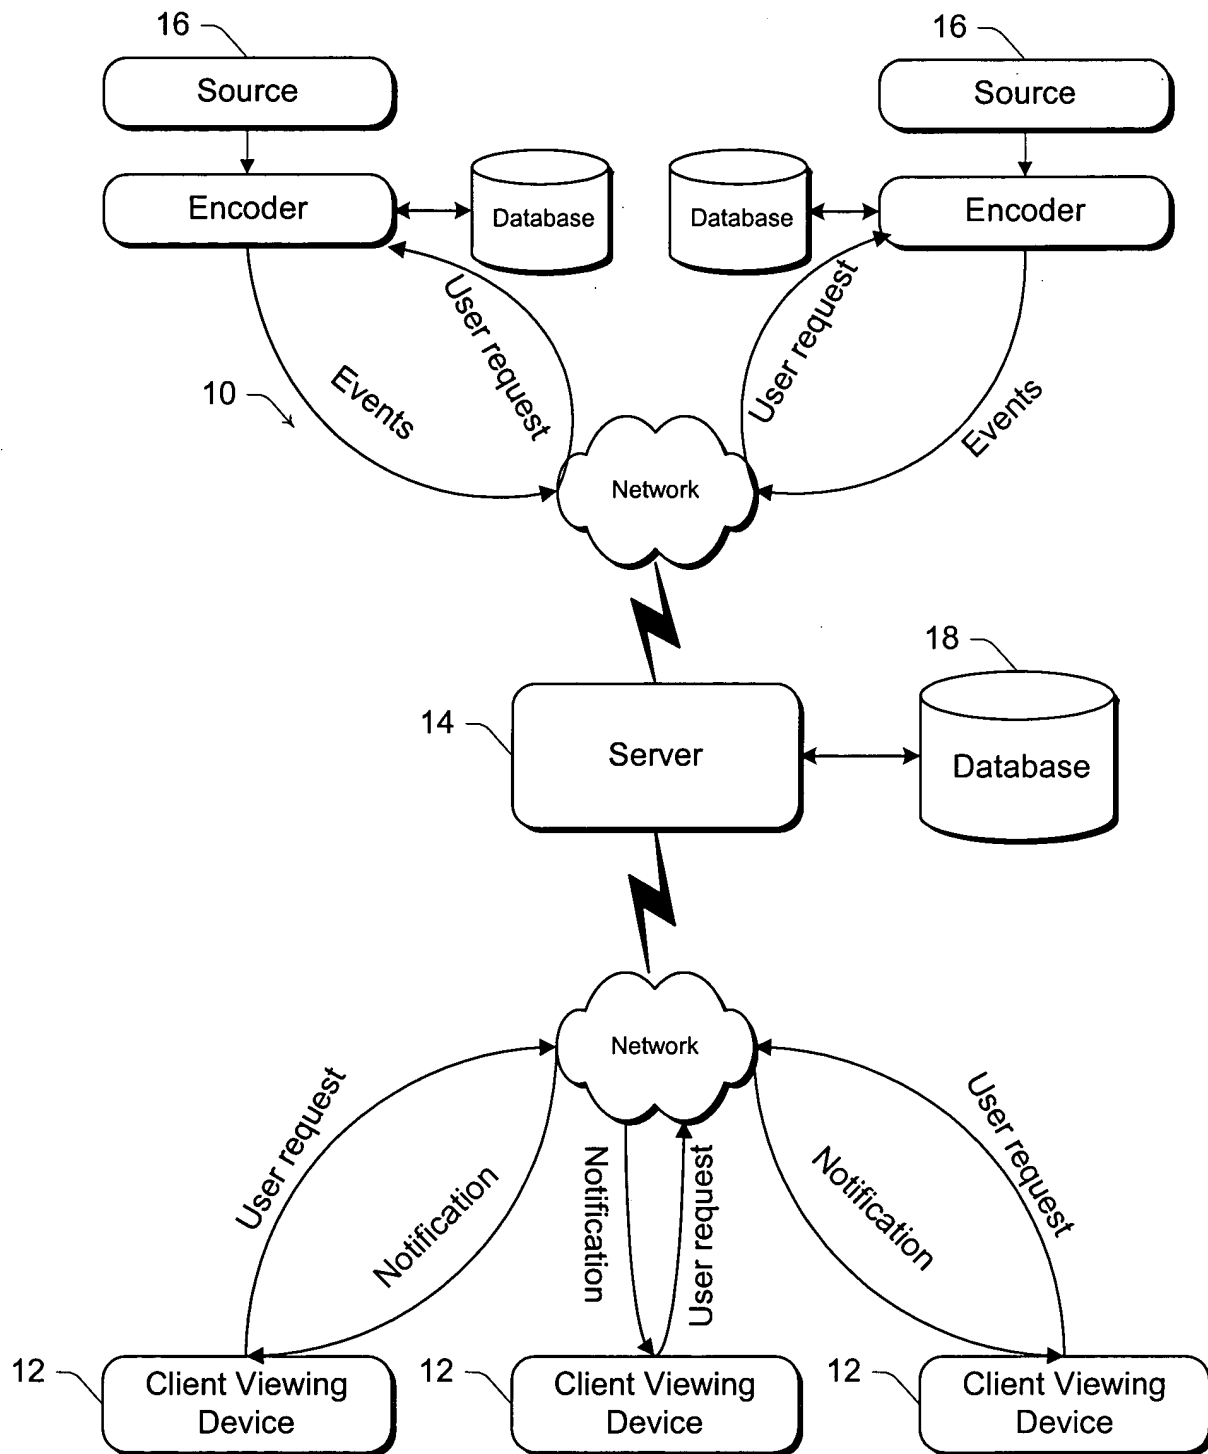 16
16
Source
Source
Encoder
Database
Database
Encoder
User request
User request
10
Events
Events
Network
18
14
Server
Database
Network
User request
Notification
Notification
User request
Notification
User request
12
Client Viewing
Device
12
Client Viewing
Device
12
Client Viewing
Device